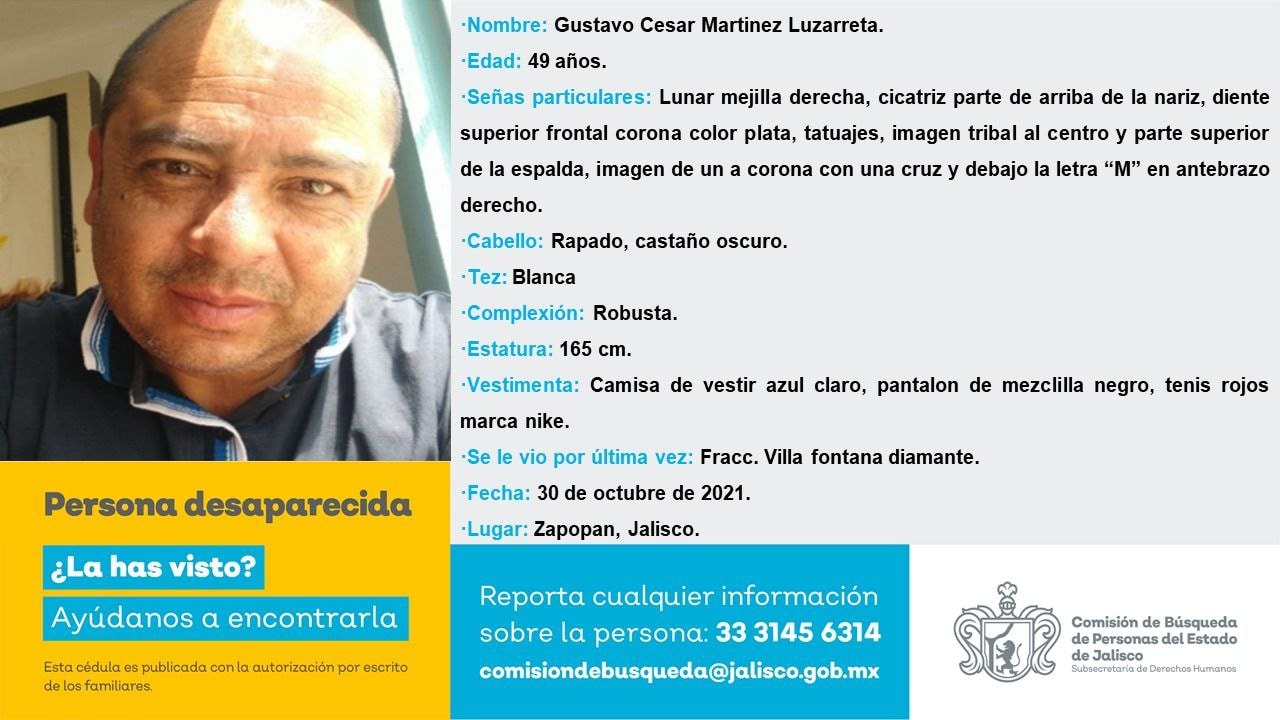 ·Nombre: Gustavo Cesar Martinez Luzarreta.
·Edad: 49 años.
·Señas particulares: Lunar mejilla derecha, cicatriz parte de arriba de la nariz, diente
superior frontal corona color plata, tatuajes, imagen tribal al centro y parte superior
de la espalda, imagen de un a corona con una cruz y debajo la letra “M” en antebrazo
derecho.
·Cabello: Rapado, castaño oscuro.
·Tez: Blanca
·Complexión: Robusta.
·Estatura: 165 cm.
·Vestimenta: Camisa de vestir azul claro, pantalon de mezclilla negro, tenis rojos
marca nike.
·Se le vio por última vez: Fracc. Villa fontana diamante.
·Fecha: 30 de octubre de 2021.
·Lugar: Zapopan, Jalisco.
Persona desaparecida
¿La has visto?
Ayúdanos a encontrarla
Esta cédula es publicada con la autorización por escrito
de los familiares.
Reporta cualquier información
sobre la persona: 33 3145 6314
comisiondebusqueda@jalisco.gob.mx
Comisión de Búsqueda
de Personas del Estado
de Jalisco
Subsecretaría de Derechos Humanos